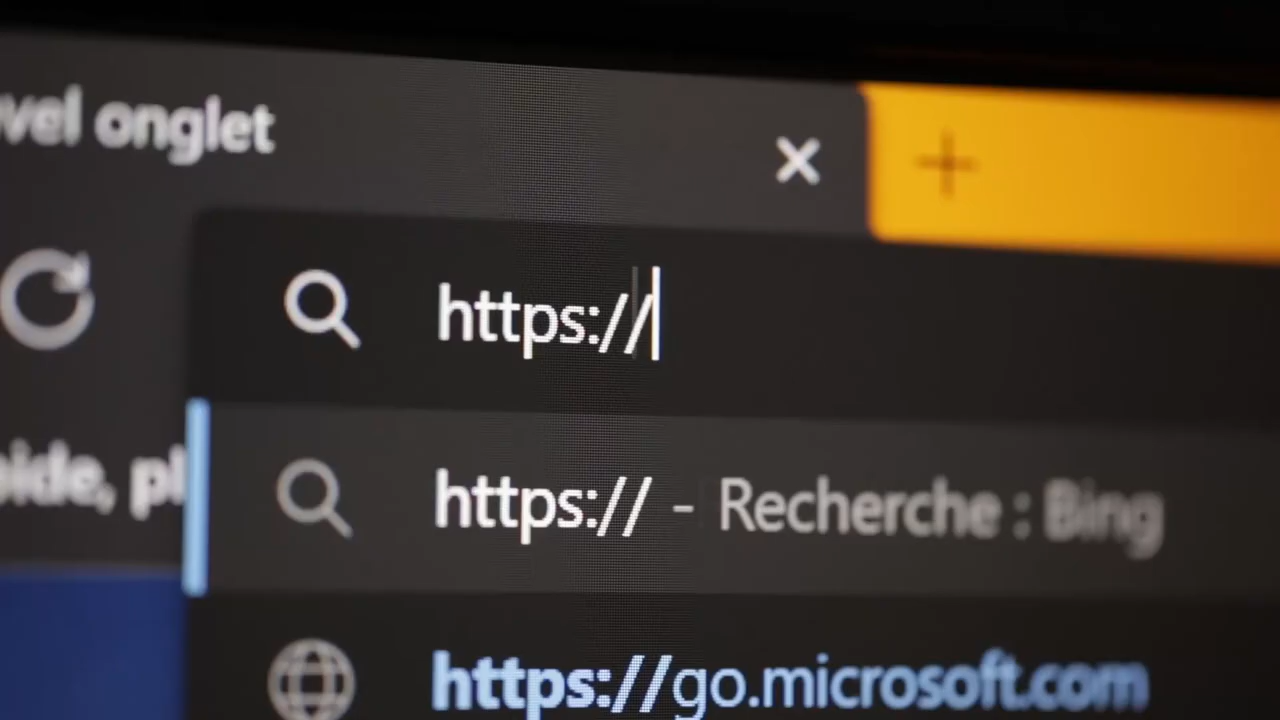 vel onglet
https://
https:// - Recherche : Bing
https://go.microsoft.com